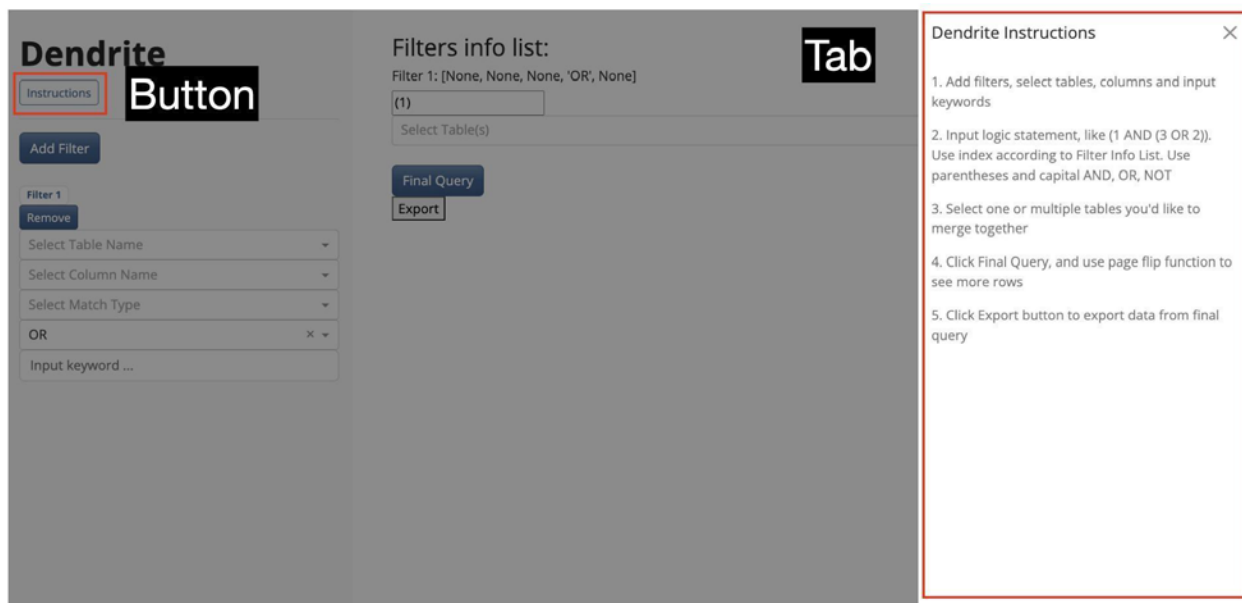 Dendrite
Instructions
Button
Add Filter
Filter 1
Remove
Select Table Name
Select Column Name
Select Match Type
OR
Input keyword ...
Filters info list:
Filter 1: [None, None, None, 'OR', None]
(1)
Select Table(s)
Final Query
Export
Tab
Dendrite Instructions
1. Add filters, select tables, columns and input
keywords
2. Input logic statement, like (1 AND (3 OR 2)).
Use index according to Filter Info List. Use
parentheses and capital AND, OR, NOT
3. Select one or multiple tables you'd like to
merge together
4. Click Final Query, and use page flip function to
see more rows
5. Click Export button to export data from final
query